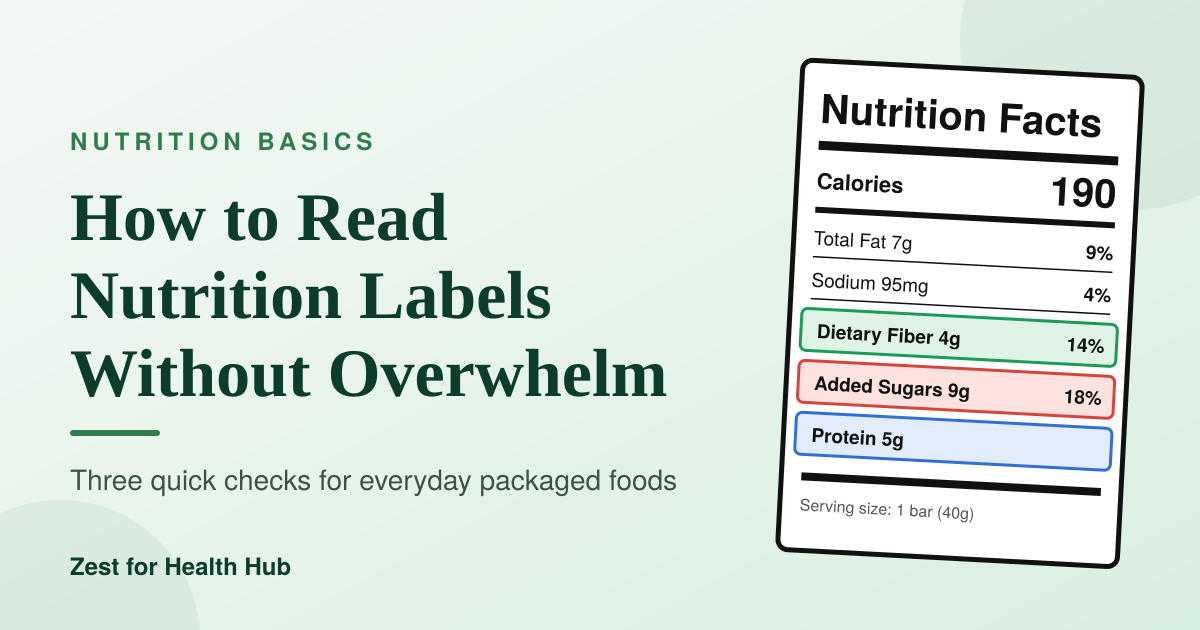 NUTRITION BASICS
How to Read
Nutrition Labels
Without Overwhelm
Three quick checks for everyday packaged foods
Zest for Health Hub
Nutrition Facts
Calories 190
Total Fat 7g 9%
Sodium 95mg 4%
Dietary Fiber 4g 14%
Added Sugars 9g 18%
Protein 5g
Serving size: 1 bar (40g)